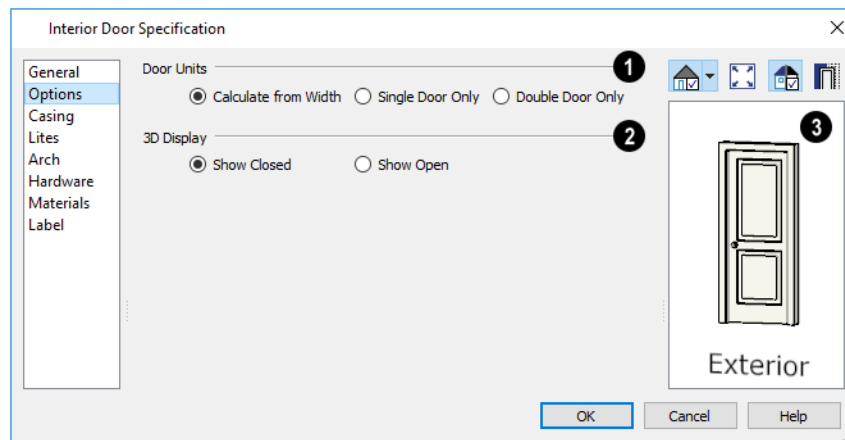 Interior Door Specification
General
Options
Casing
Lites
Arch
Hardware
Materials
Label
Door Units 1
Calculate from Width Single Door Only Double Door Only
3D Display 2
Show Closed Show Open
3
Exterior
OK Cancel Help